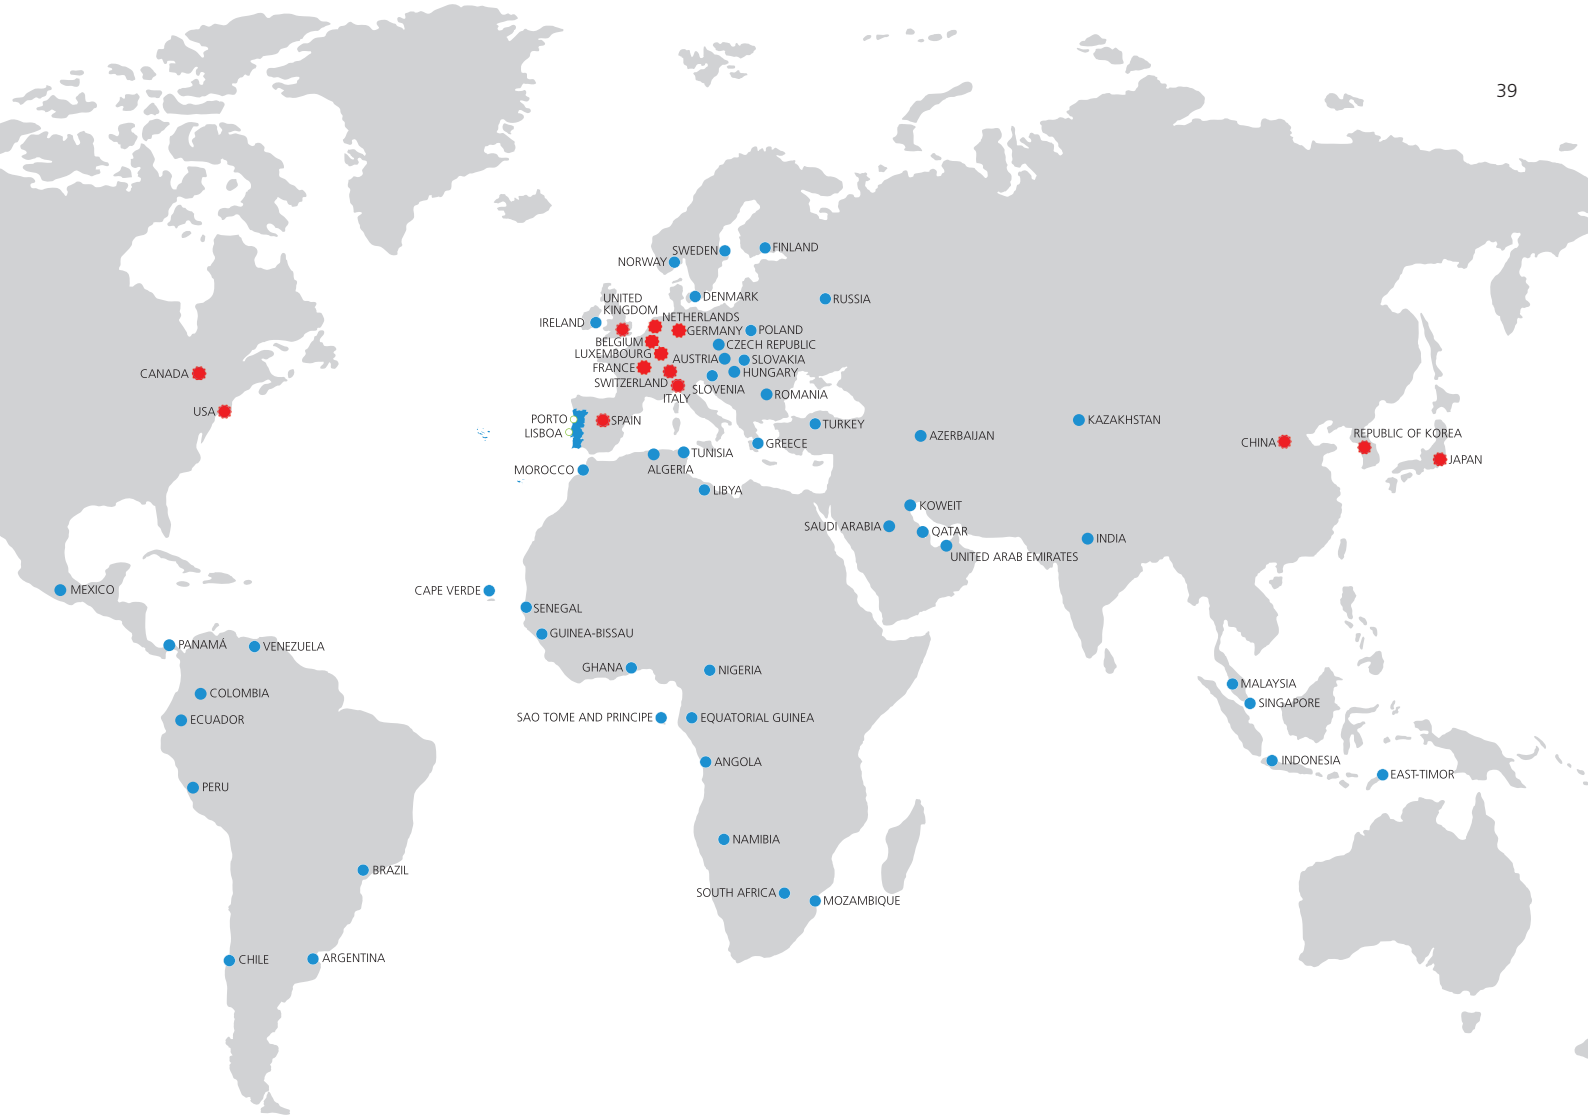 39
SWEDEN
FINLAND
NORWAY
UNITED
KINGDOM
DENMARK
RUSSIA
IRELAND
NETHERLANDS
GERMANY
POLAND
BELGIUM
CZECH REPUBLIC
LUXEMBOURG
AUSTRIA
SLOVAKIA
FRANCE
HUNGARY
CANADA
SWITZERLAND
SLOVENIA
ITALY
ROMANIA
USA
PORTO
SPAIN
LISBOA
TURKEY
KAZAKHSTAN
AZERBAIJAN
REPUBLIC OF KOREA
CHINA
GREECE
TUNISIA
JAPAN
MOROCCO
ALGERIA
LIBYA
KOWEIT
SAUDI ARABIA
QATAR
INDIA
UNITED ARAB EMIRATES
MEXICO
CAPE VERDE
SENEGAL
GUINEA-BISSAU
PANAMÁ
VENEZUELA
GHANA
NIGERIA
MALAYSIA
COLOMBIA
SINGAPORE
ECUADOR
SAO TOME AND PRINCIPE
EQUATORIAL GUINEA
ANGOLA
INDONESIA
EAST-TIMOR
PERU
NAMIBIA
BRAZIL
SOUTH AFRICA
MOZAMBIQUE
CHILE
ARGENTINA